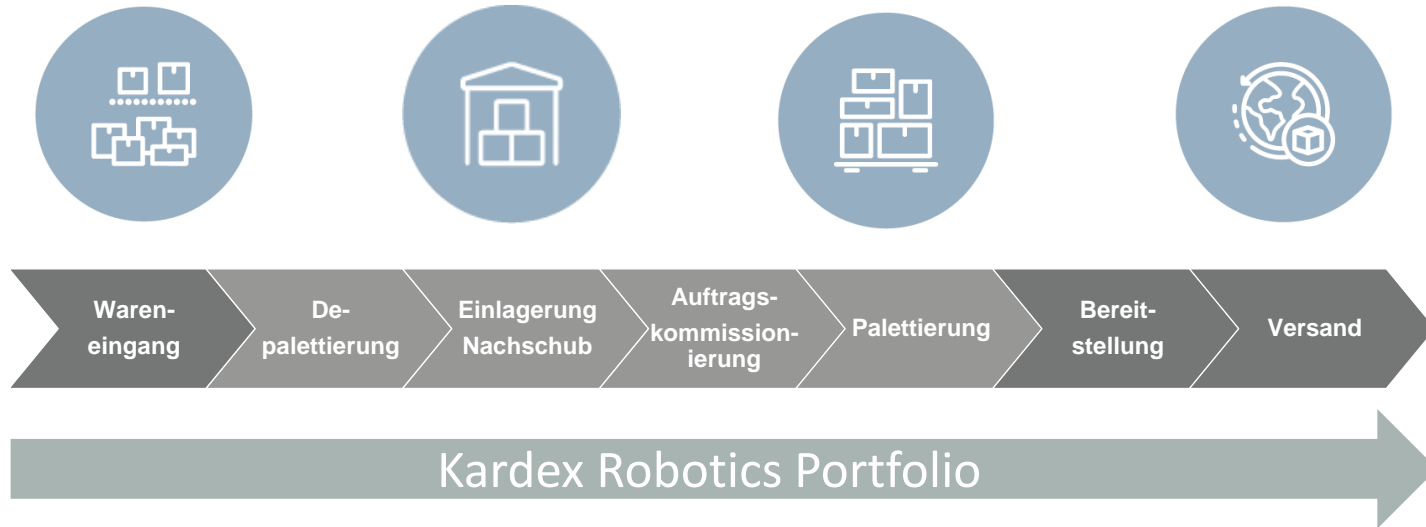 Waren-
eingang
De-
palettierung
Einlagerung
Nachschub
Auftrags-
kommission-
ierung
Palettierung
Bereit-
stellung
Versand
Kardex Robotics Portfolio